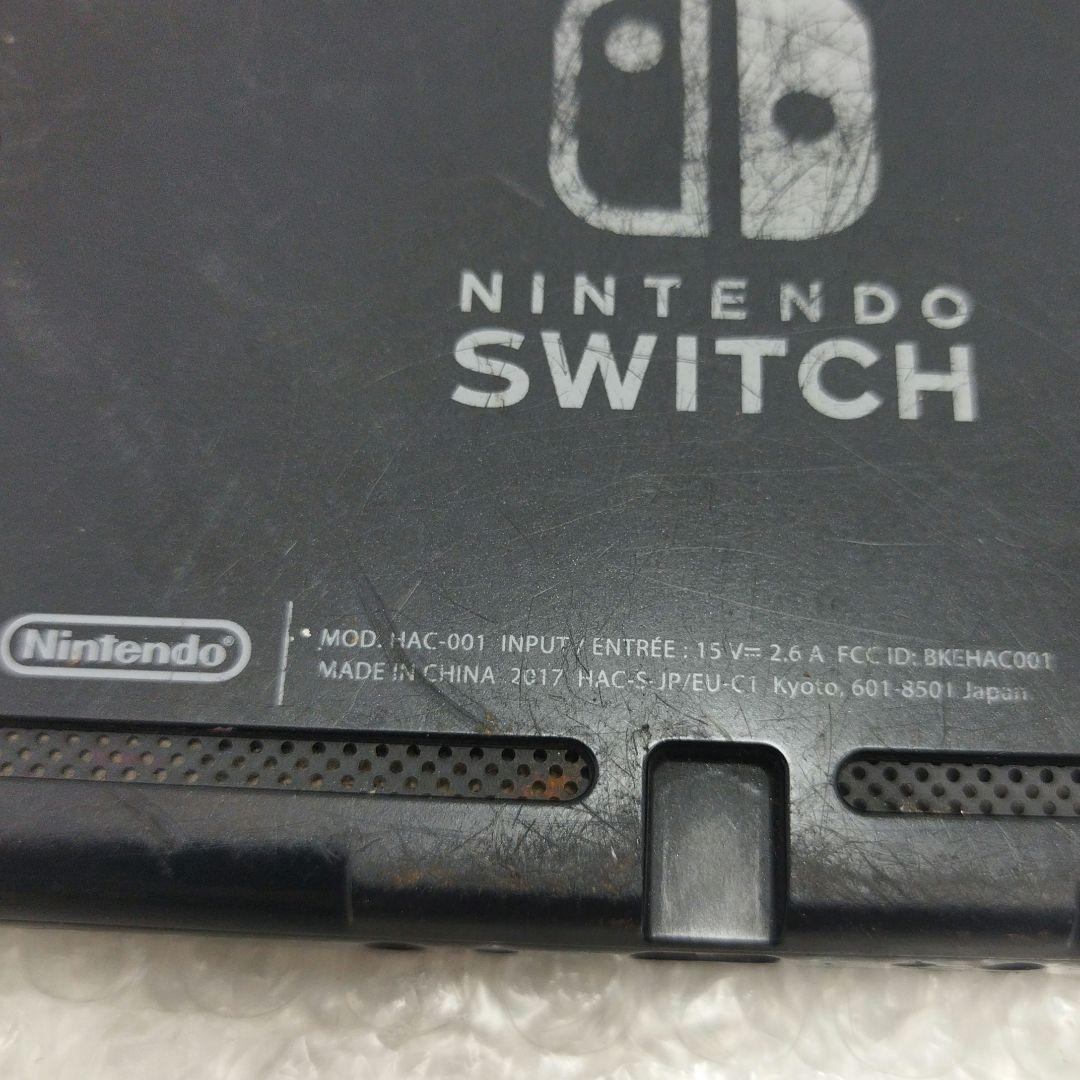 NINTENDO
SWITCH
Nintendo®
MOD. HAC-001 INPUT / ENTRÉE : 15 V⎓ 2.6 A FCC ID: BKEHAC001
MADE IN CHINA 2017 HAC-S-JP/EU-C1 Kyoto, 601-8501 Japan